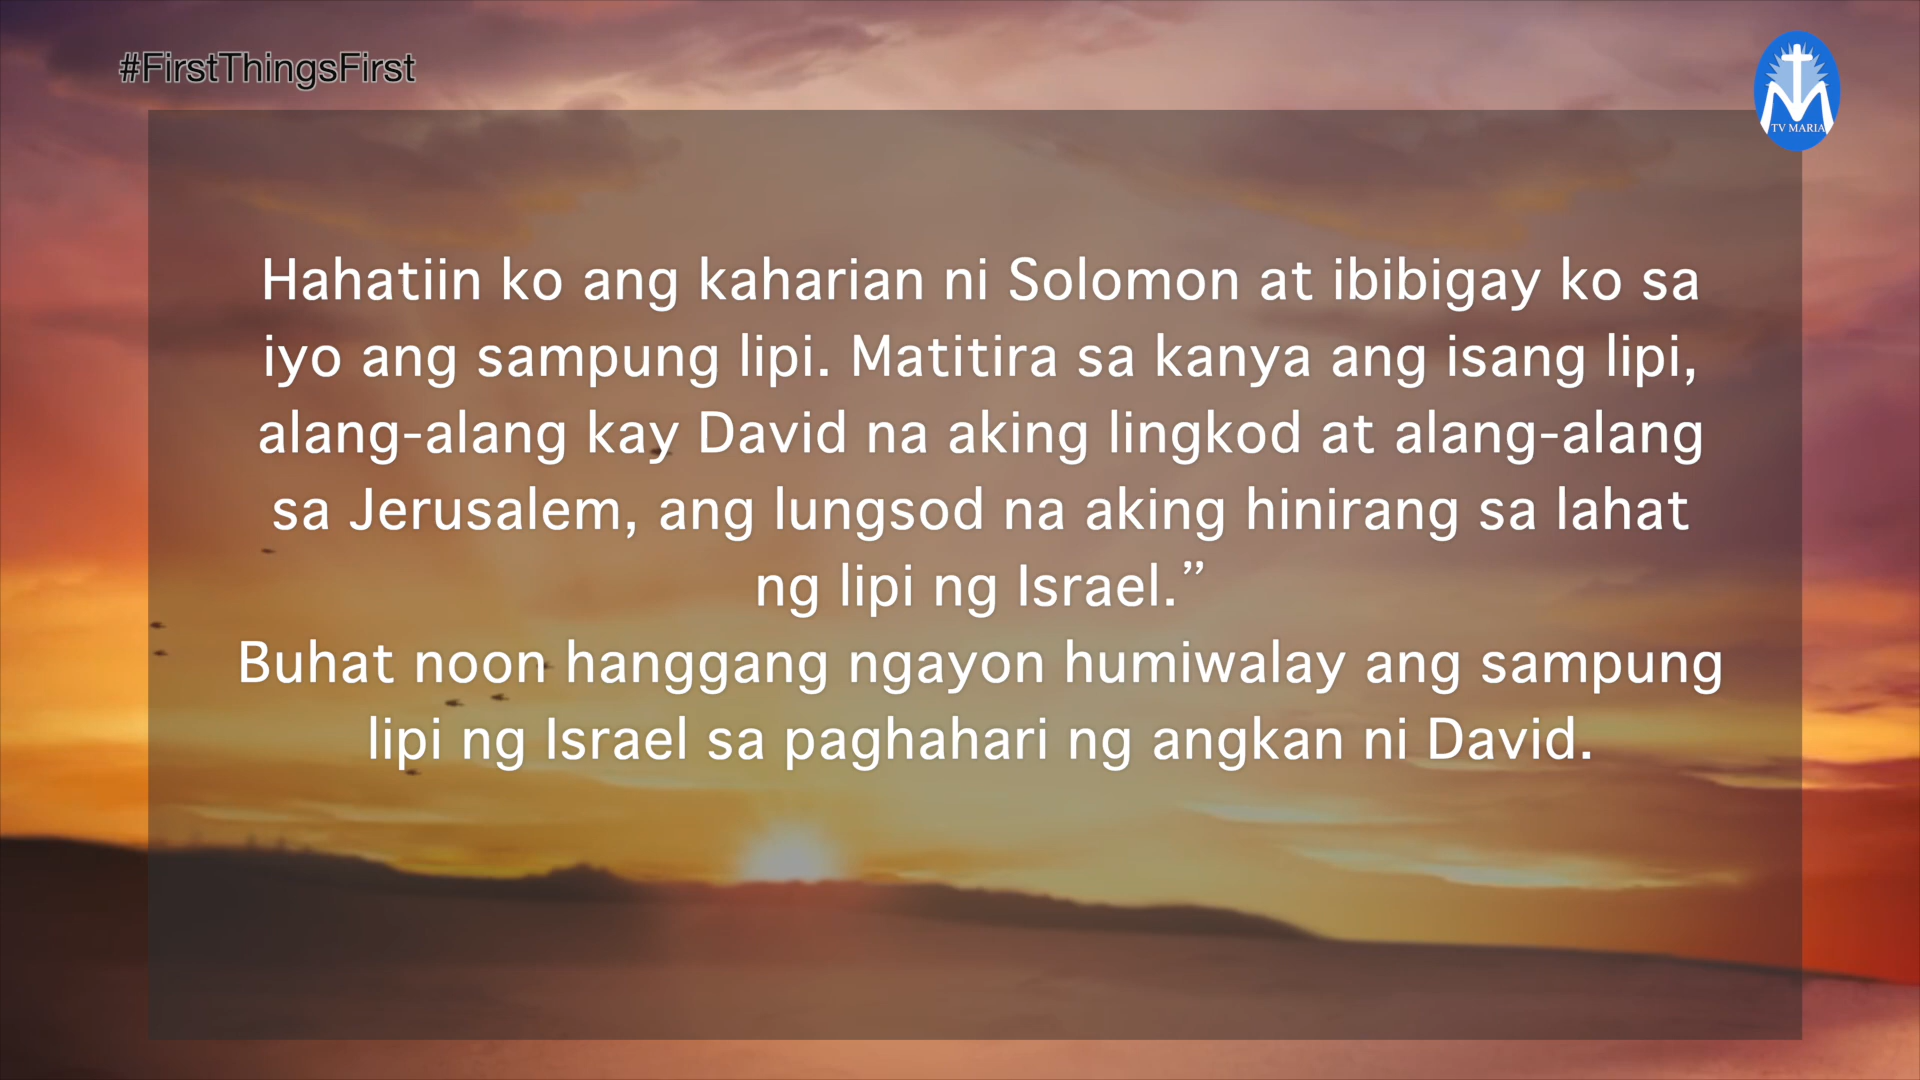 #FirstThingsFirst
TV MARIA
Hahatiin ko ang kaharian ni Solomon at ibibigay ko sa
iyo ang sampung lipi. Matitira sa kanya ang isang lipi,
alang-alang kay David na aking lingkod at alang-alang
sa Jerusalem, ang lungsod na aking hinirang sa lahat
ng lipi ng Israel.”
Buhat noon hanggang ngayon humiwalay ang sampung
lipi ng Israel sa paghahari ng angkan ni David.